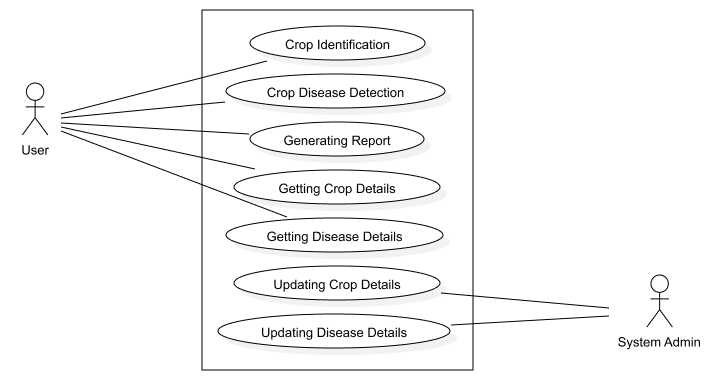 Crop Identification
Crop Disease Detection
Generating Report
User
Getting Crop Details
Getting Disease Details
Updating Crop Details
Updating Disease Details
System Admin